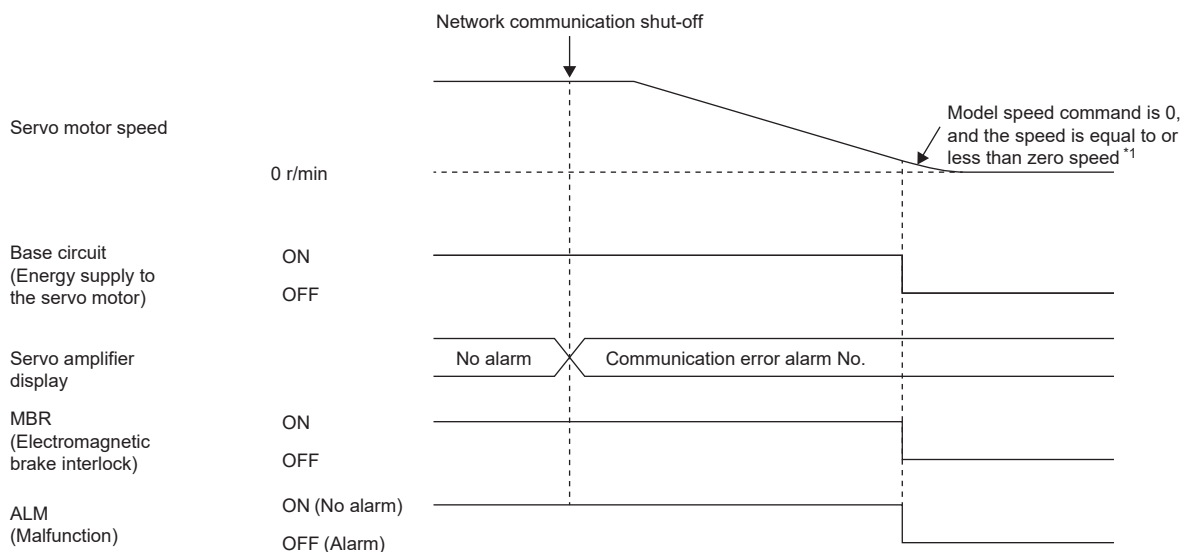 Network communication shut-off
Servo motor speed
0 r/min
Model speed command is 0,
and the speed is equal to or
less than zero speed *1
Base circuit
(Energy supply to
the servo motor)
ON
OFF
Servo amplifier
display
No alarm
Communication error alarm No.
MBR
(Electromagnetic
brake interlock)
ON
OFF
ALM
(Malfunction)
ON (No alarm)
OFF (Alarm)